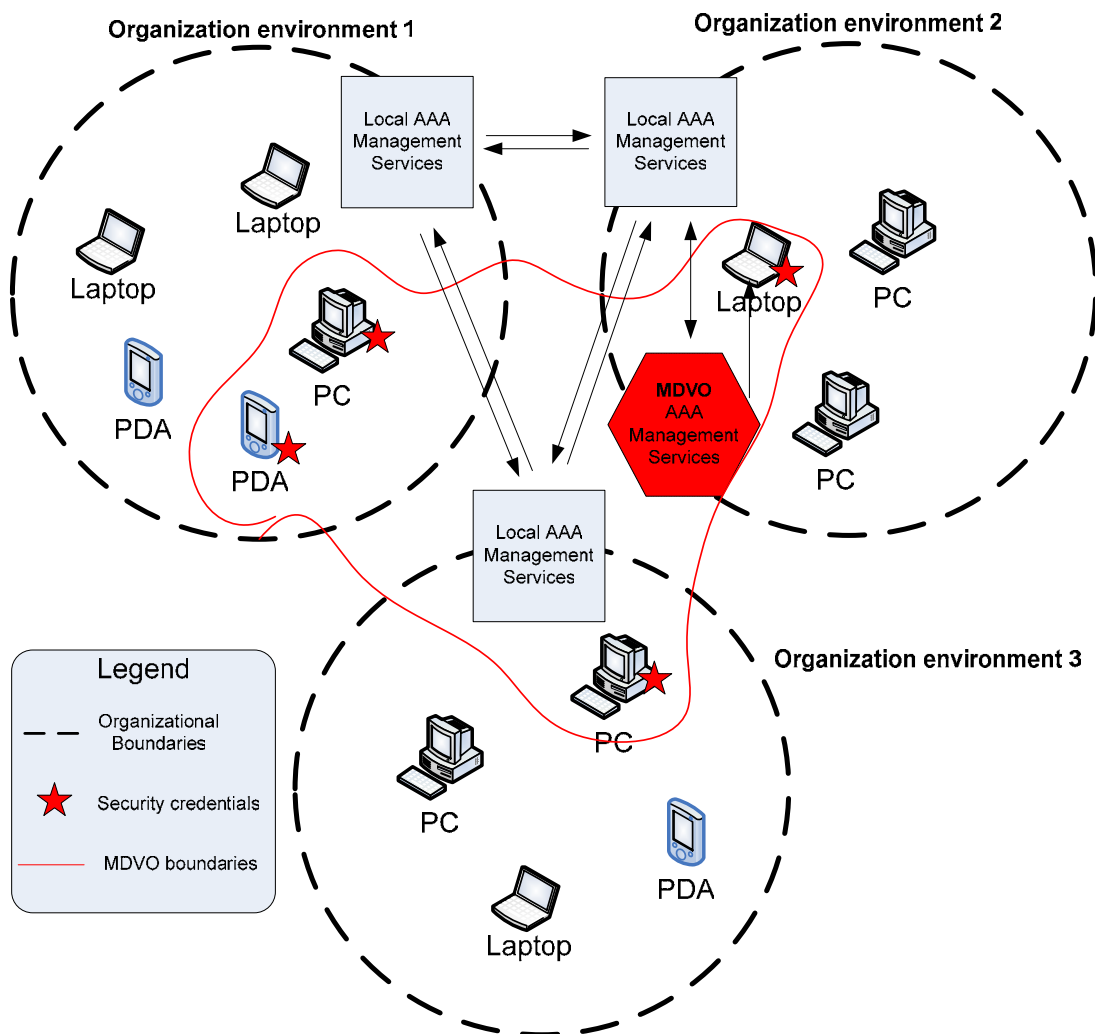 Organization environment 1
Organization environment 2
Local AAA
Management
Services
Local AAA
Management
Services
Laptop
Laptop
PC
Laptop
PC
PDA
PDA
MDVO
AAA
Management
Services
PC
Local AAA
Management
Services
Organization environment 3
PC
PC
PDA
Laptop
Legend
Organizational
Boundaries
Security credentials
MDVO boundaries